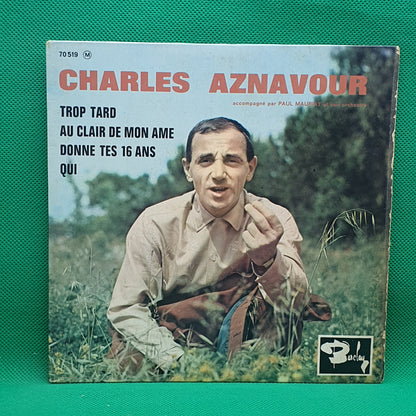 70 519 M
CHARLES AZNAVOUR
accompagné par PAUL MAURIAT et son orchestre
TROP TARD
AU CLAIR DE MON AME
DONNE TES 16 ANS
QUI
Barclay